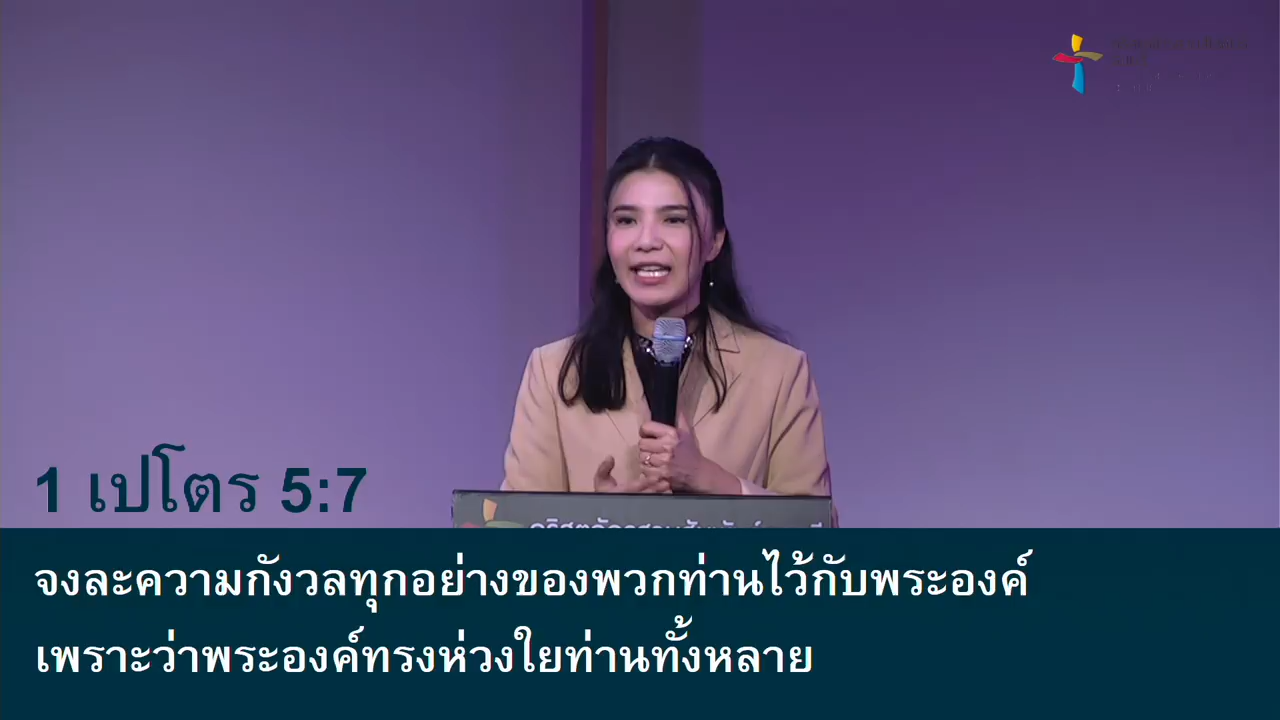 1 เปโตร 5:7
จงละความกังวลทุกอย่างของพวกท่านไว้กับพระองค์
เพราะว่าพระองค์ทรงห่วงใยท่านทั้งหลาย